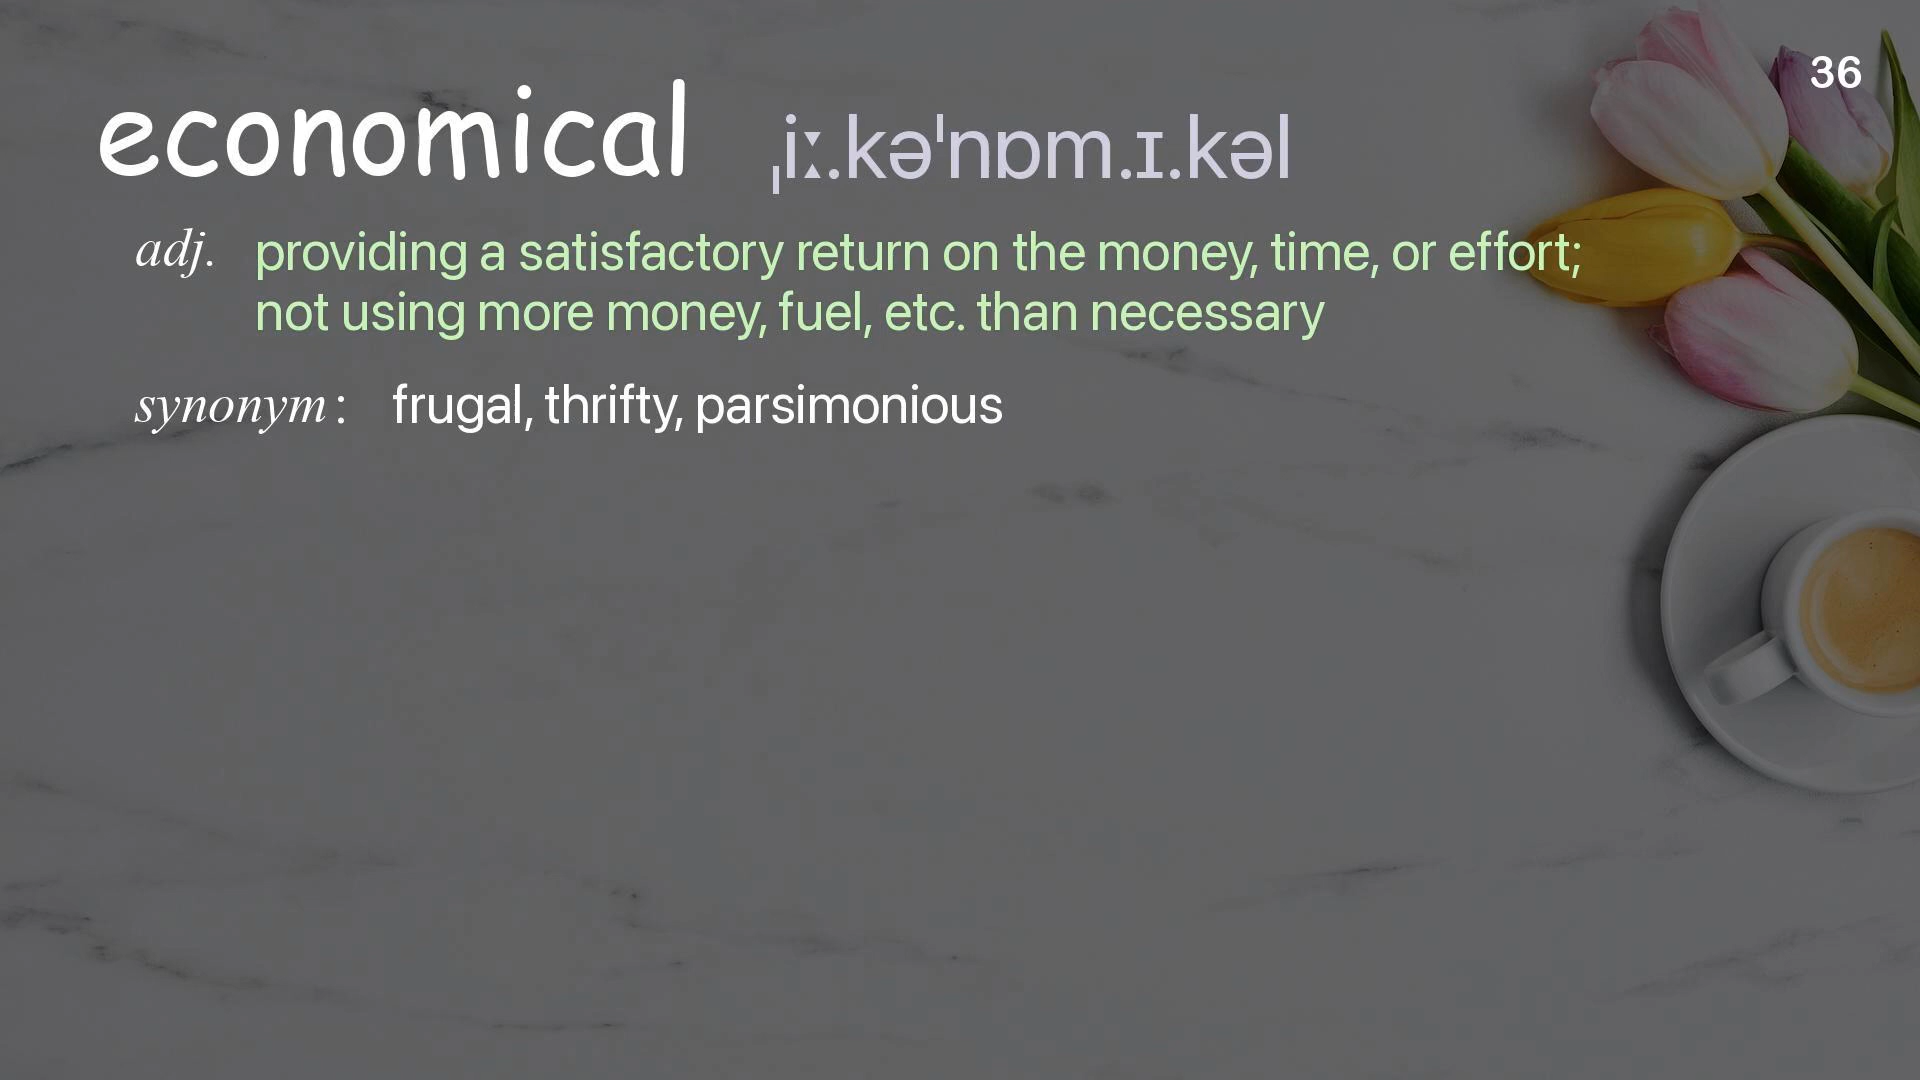 36
economical ˌiː.kəˈnɒm.ɪ.kəl
adj. providing a satisfactory return on the money, time, or effort;
not using more money, fuel, etc. than necessary
synonym: frugal, thrifty, parsimonious